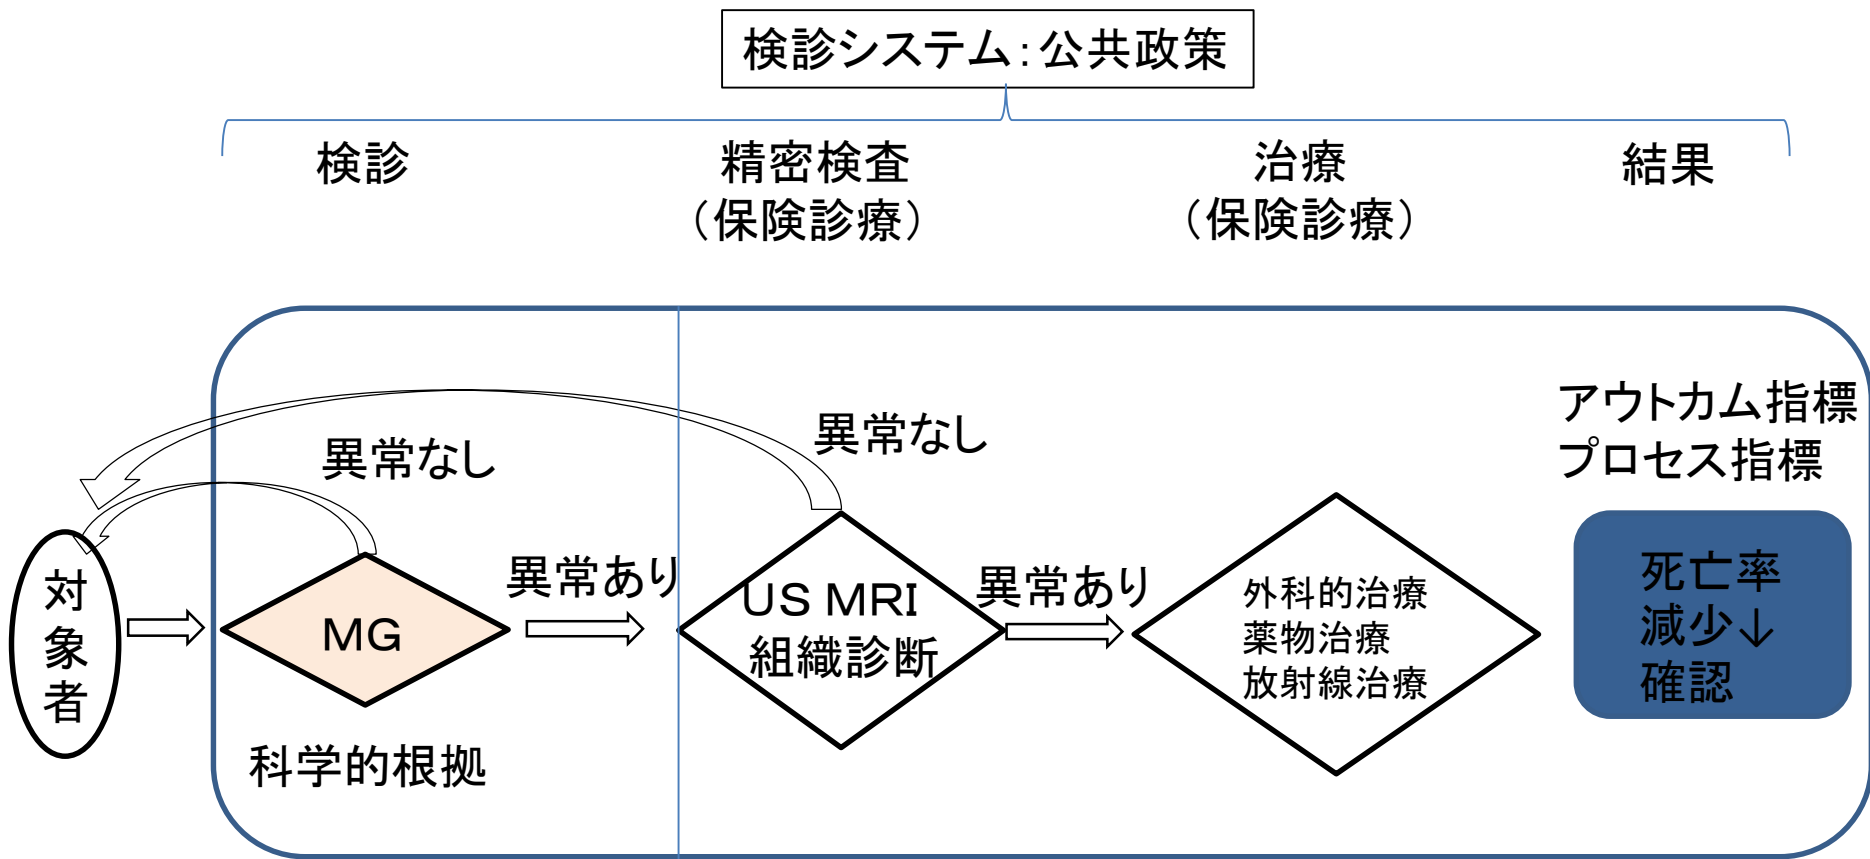 検診システム：公共政策
検診
精密検査
（保険診療）
治療
（保険診療）
結果
アウトカム指標
プロセス指標
異常なし
異常なし
対象者
MG
異常あり
US MRI
組織診断
異常あり
外科的治療
薬物治療
放射線治療
死亡率
減少↓
確認
科学的根拠